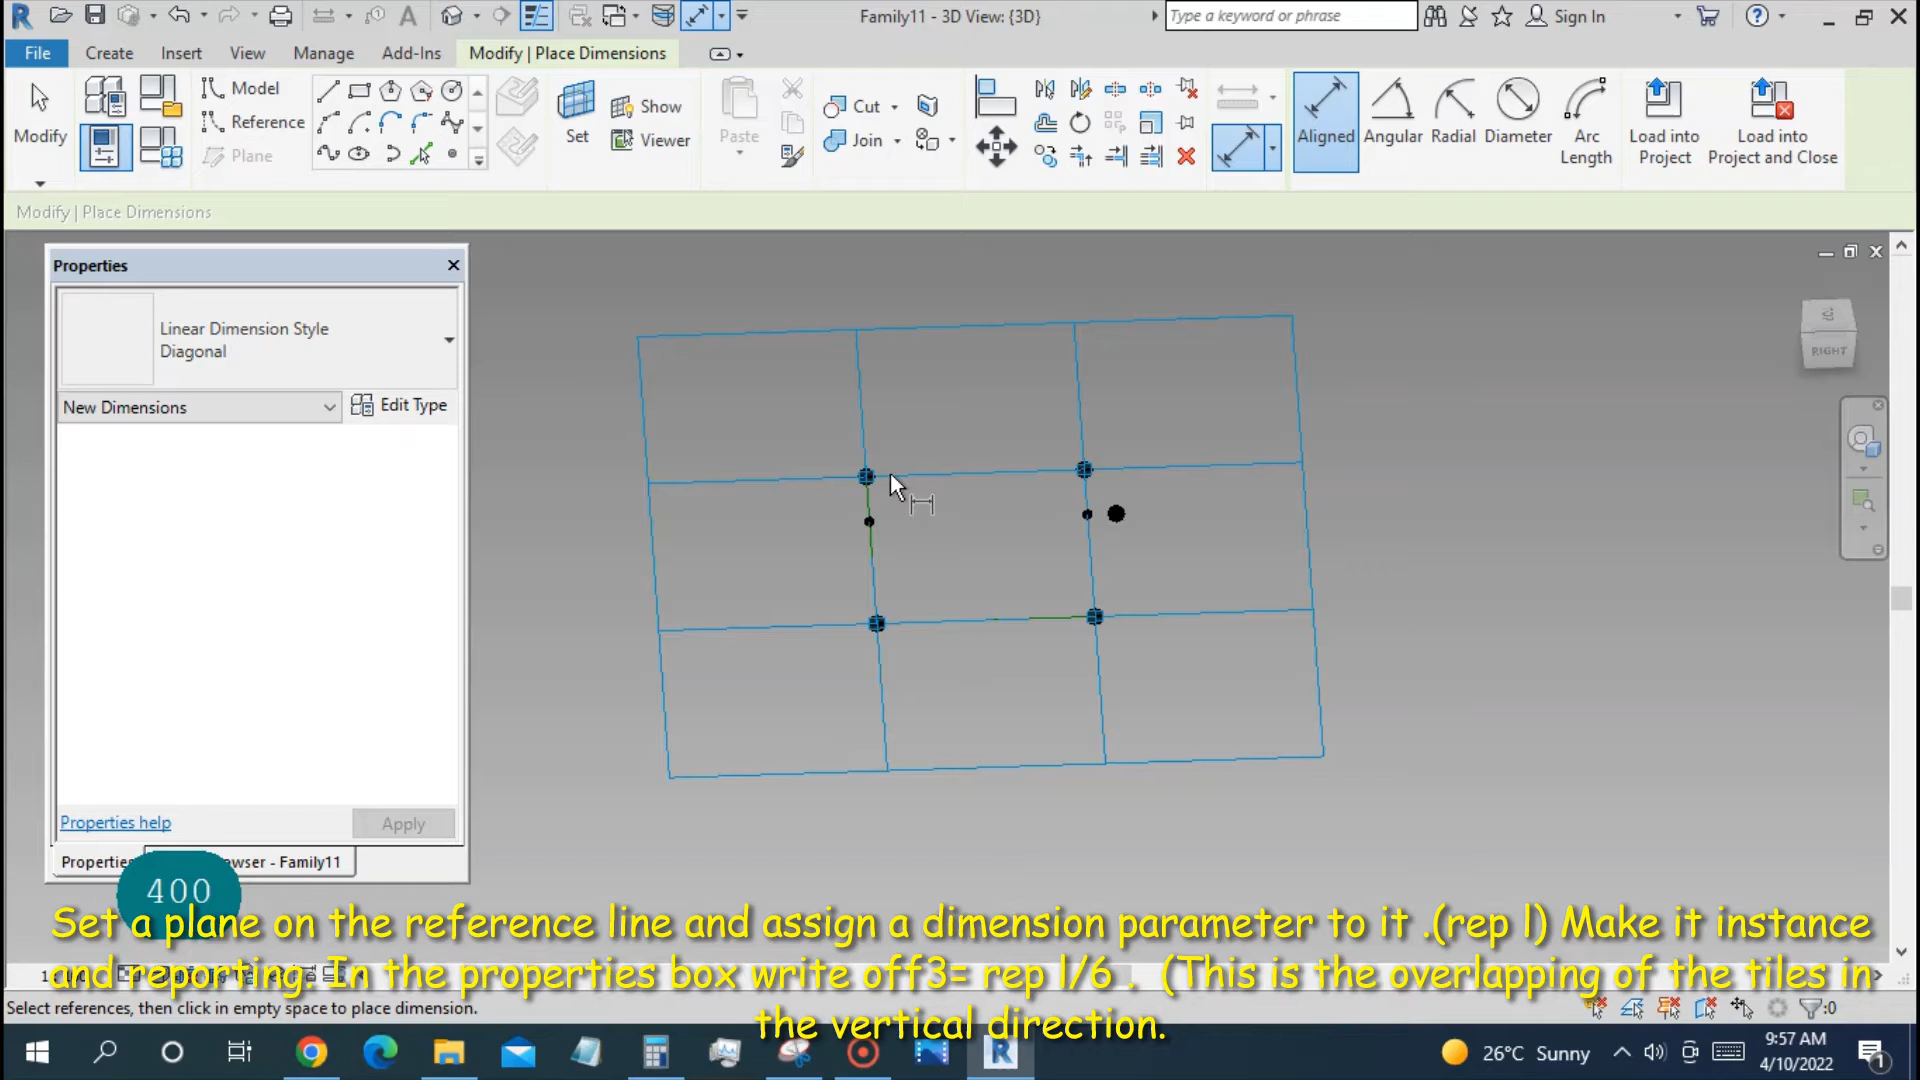 Family11 - 3D View: {3D}
Type a keyword or phrase
Sign In
File
Create
Insert
View
Manage
Add-Ins
Modify | Place Dimensions
Modify
Model
Reference
Plane
Set
Show
Viewer
Paste
Cut
Join
Aligned
Angular
Radial
Diameter
Arc
Length
Load into
Project
Load into
Project and Close
Modify | Place Dimensions
Properties
Linear Dimension Style
Diagonal
New Dimensions
Edit Type
RIGHT
Properties help
Apply
owser - Family11
400
Set a plane on the reference line and assign a dimension parameter to it .(rep l) Make it instance
and reporting. In the properties box write off3= rep l/6 . (This is the overlapping of the tiles in
the vertical direction.
Select references, then click in empty space to place dimension.
:0
26°C Sunny
9:57 AM
4/10/2022